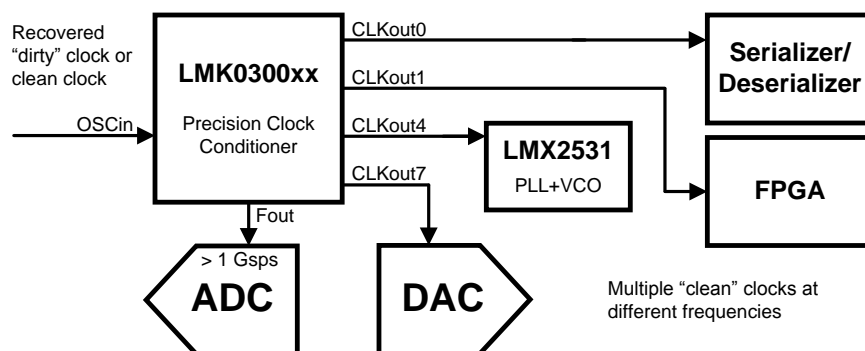 Recovered
“dirty” clock or
clean clock
OSCin
LMK0300xx
Precision Clock
Conditioner
CLKout0
CLKout1
CLKout4
CLKout7
Fout
Serializer/
Deserializer
LMX2531
PLL+VCO
FPGA
> 1 Gsps
ADC
DAC
Multiple “clean” clocks at
different frequencies